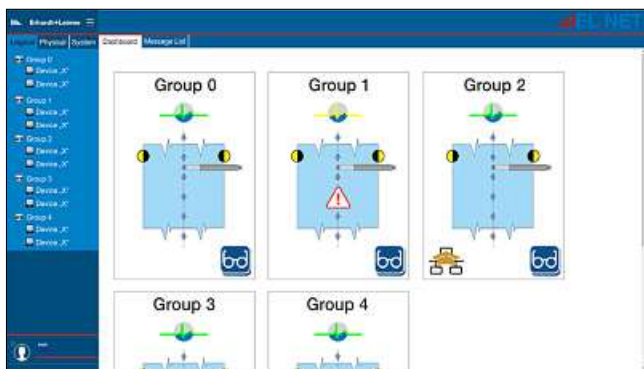 Erhardt+Leimer
EL.NET
Logical Physical System Dashboard Message List
Group 0
Device „X"
Device „X"
Group 1
Device „X"
Device „X"
Group 2
Device „X"
Device „X"
Group 3
Device „X"
Device „X"
Group 4
Device „X"
Device „X"
Group 0
Group 1
Group 2
Group 3
Group 4